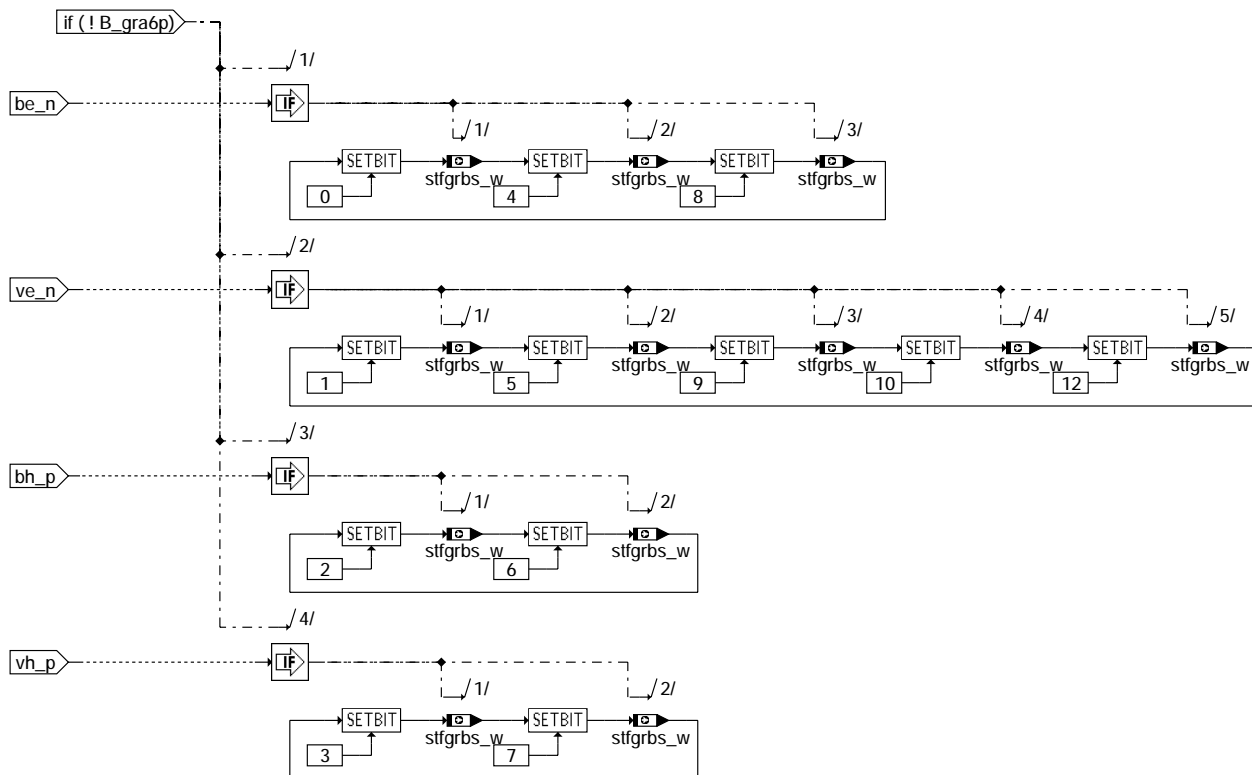 if ( ! B_gra6p)
/1/
be_n
IF
/1/ /2/ /3/
SETBIT SETBIT SETBIT
stfgrbs_w stfgrbs_w stfgrbs_w
0 4 8
/2/
ve_n
IF
/1/ /2/ /3/ /4/ /5/
SETBIT SETBIT SETBIT SETBIT SETBIT
stfgrbs_w stfgrbs_w stfgrbs_w stfgrbs_w stfgrbs_w
1 5 9 10 12
/3/
bh_p
IF
/1/ /2/
SETBIT SETBIT
stfgrbs_w stfgrbs_w
2 6
/4/
vh_p
IF
/1/ /2/
SETBIT SETBIT
stfgrbs_w stfgrbs_w
3 7